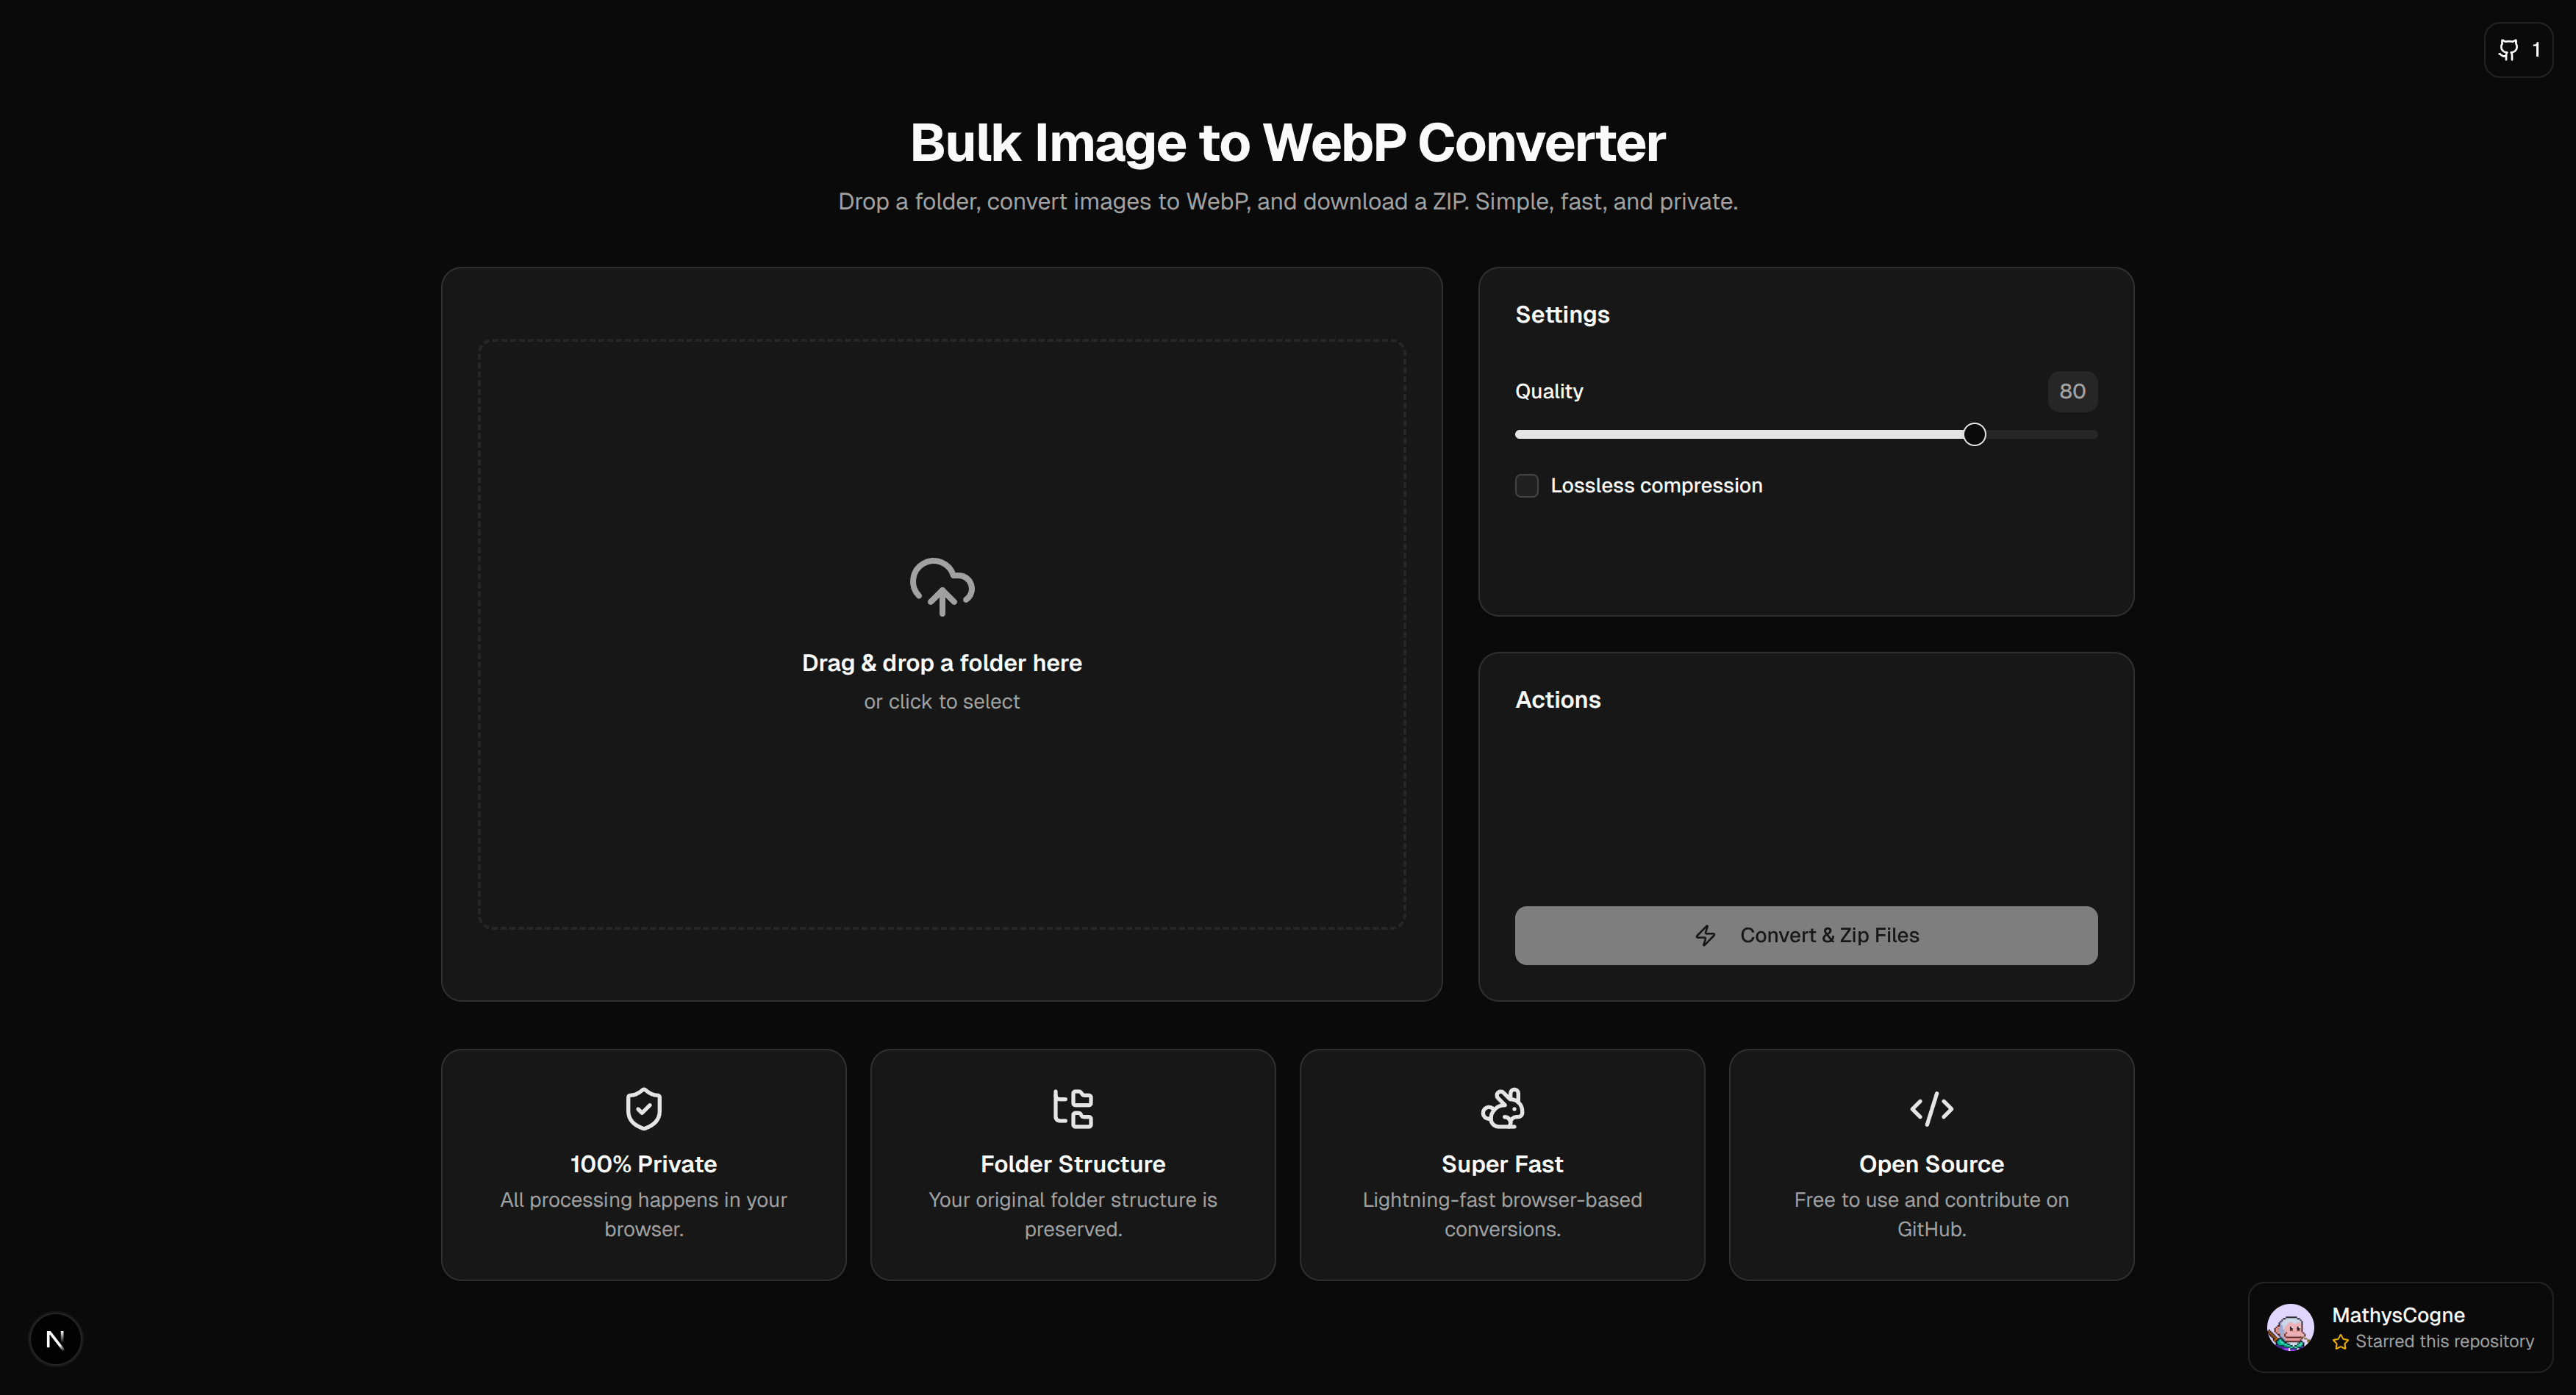 1
Bulk Image to WebP Converter
Drop a folder, convert images to WebP, and download a ZIP. Simple, fast, and private.
Drag & drop a folder here
or click to select
Settings
Quality
80
Lossless compression
Actions
Convert & Zip Files
100% Private
All processing happens in your
browser.
Folder Structure
Your original folder structure is
preserved.
Super Fast
Lightning-fast browser-based
conversions.
Open Source
Free to use and contribute on
GitHub.
N
MathysCogne
Starred this repository